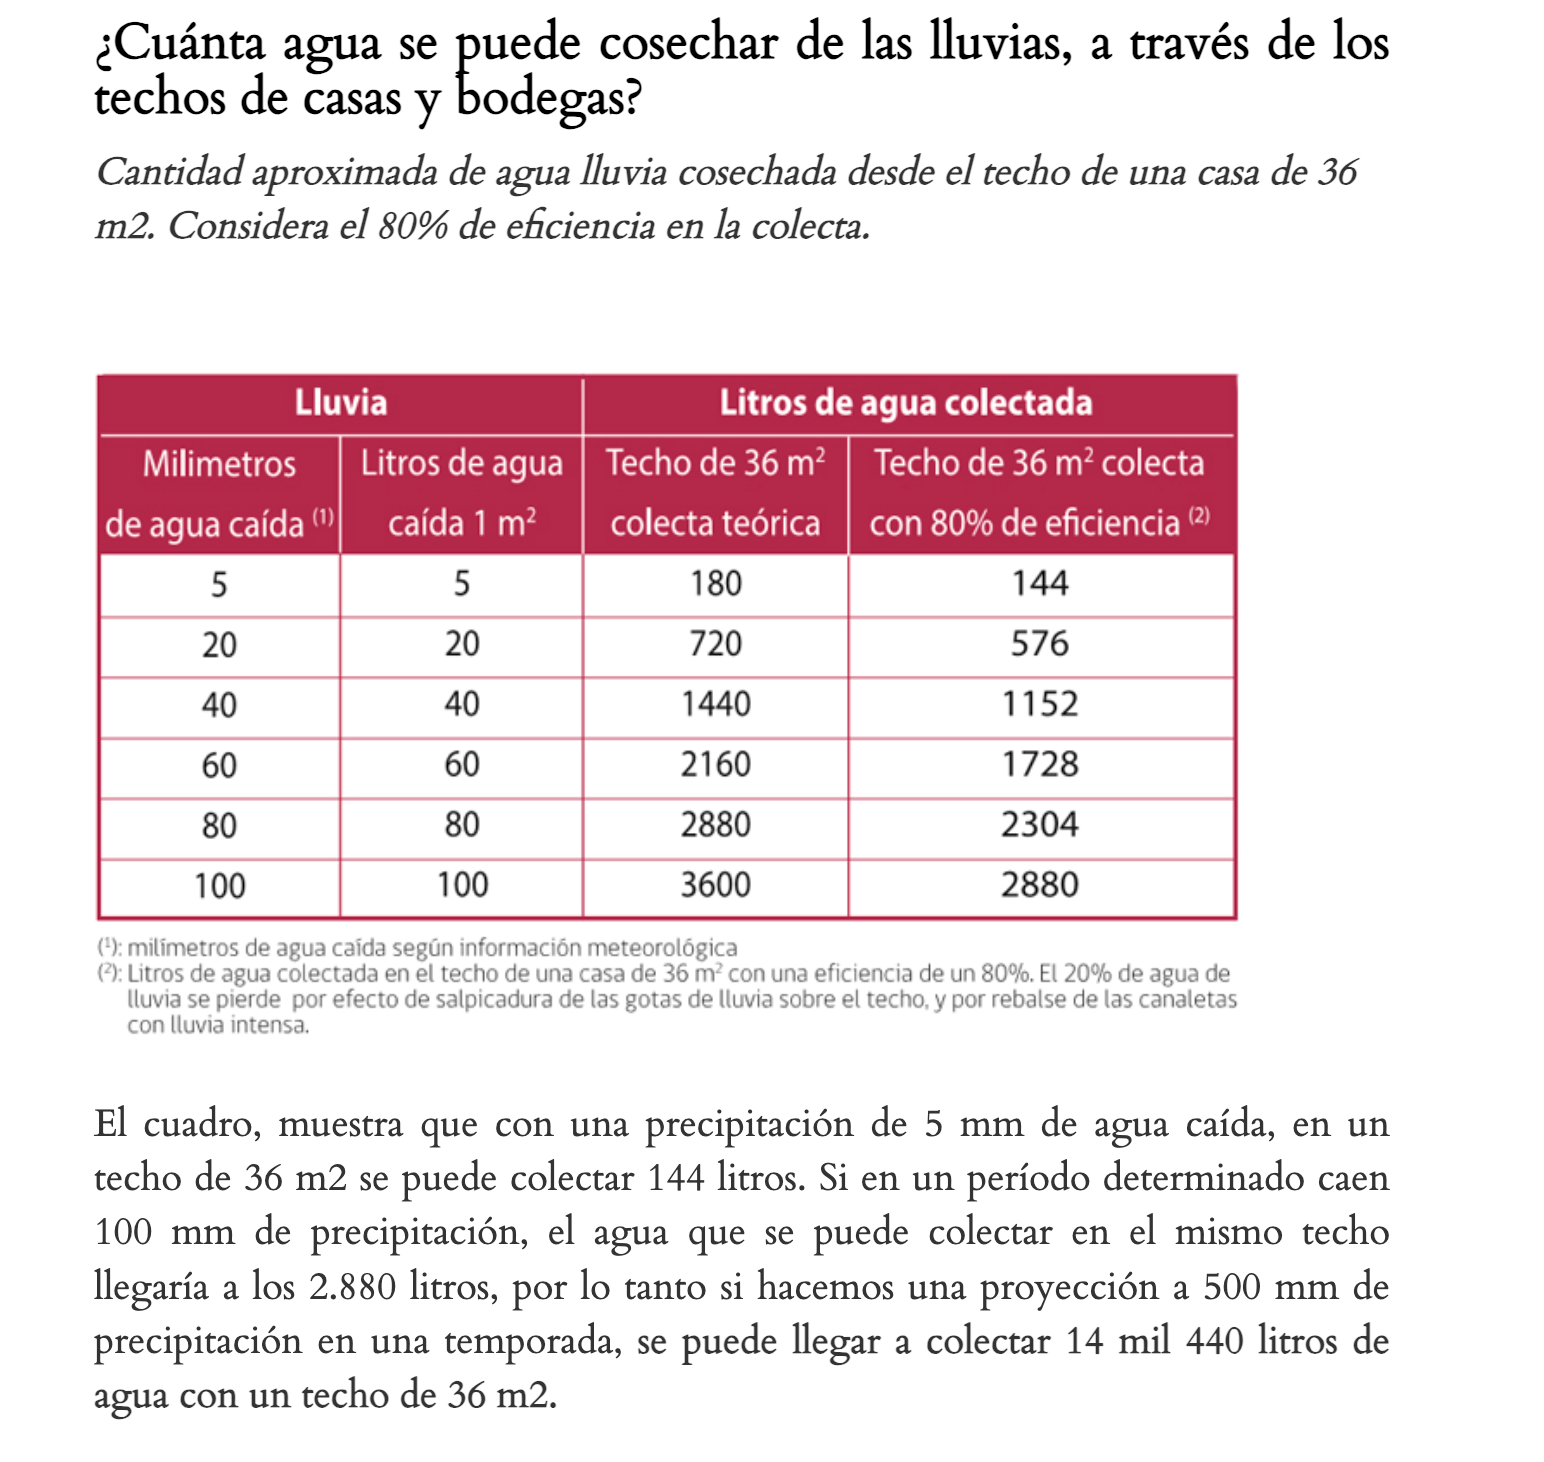 ¿Cuánta agua se puede cosechar de las lluvias, a través de los
techos de casas y bodegas?
Cantidad aproximada de agua lluvia cosechada desde el techo de una casa de 36
m2. Considera el 80% de eficiencia en la colecta.
Lluvia Litros de agua colectada
Milimetros de agua caída (1) Litros de agua caída 1 m² Techo de 36 m² colecta teórica Techo de 36 m² colecta con 80% de eficiencia (2)
5 5 180 144
20 20 720 576
40 40 1440 1152
60 60 2160 1728
80 80 2880 2304
100 100 3600 2880
(1): milímetros de agua caída según información meteorológica
(2): Litros de agua colectada en el techo de una casa de 36 m² con una eficiencia de un 80%. El 20% de agua de
lluvia se pierde por efecto de salpicadura de las gotas de lluvia sobre el techo, y por rebalse de las canaletas
con lluvia intensa.
El cuadro, muestra que con una precipitación de 5 mm de agua caída, en un
techo de 36 m2 se puede colectar 144 litros. Si en un período determinado caen
100 mm de precipitación, el agua que se puede colectar en el mismo techo
llegaría a los 2.880 litros, por lo tanto si hacemos una proyección a 500 mm de
precipitación en una temporada, se puede llegar a colectar 14 mil 440 litros de
agua con un techo de 36 m2.